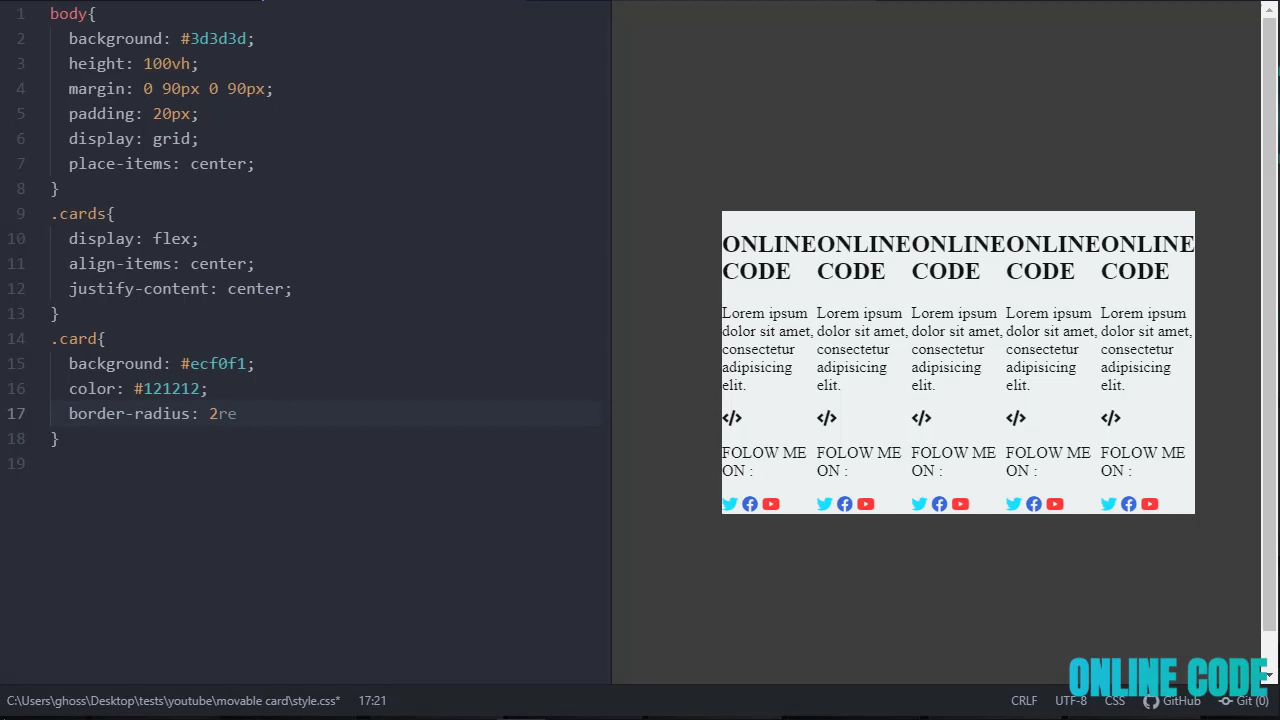 1 body{
2 background: #3d3d3d;
3 height: 100vh;
4 margin: 0 90px 0 90px;
5 padding: 20px;
6 display: grid;
7 place-items: center;
8 }
9 .cards{
10 display: flex;
11 align-items: center;
12 justify-content: center;
13 }
14 .card{
15 background: #ecf0f1;
16 color: #121212;
17 border-radius: 2re
18 }
19
ONLINE ONLINE ONLINE ONLINE ONLINE
CODE CODE CODE CODE CODE
Lorem ipsum Lorem ipsum Lorem ipsum Lorem ipsum Lorem ipsum
dolor sit amet, dolor sit amet, dolor sit amet, dolor sit amet, dolor sit amet,
consectetur consectetur consectetur consectetur consectetur
adipisicing adipisicing adipisicing adipisicing adipisicing
elit. elit. elit. elit. elit.
FOLOW ME FOLOW ME FOLOW ME FOLOW ME FOLOW ME
ON : ON : ON : ON : ON :
ONLINE CODE
C:\Users\ghoss\Desktop\tests\youtube\movable card\style.css* 17:21 CRLF UTF-8 CSS GitHub Git (0)